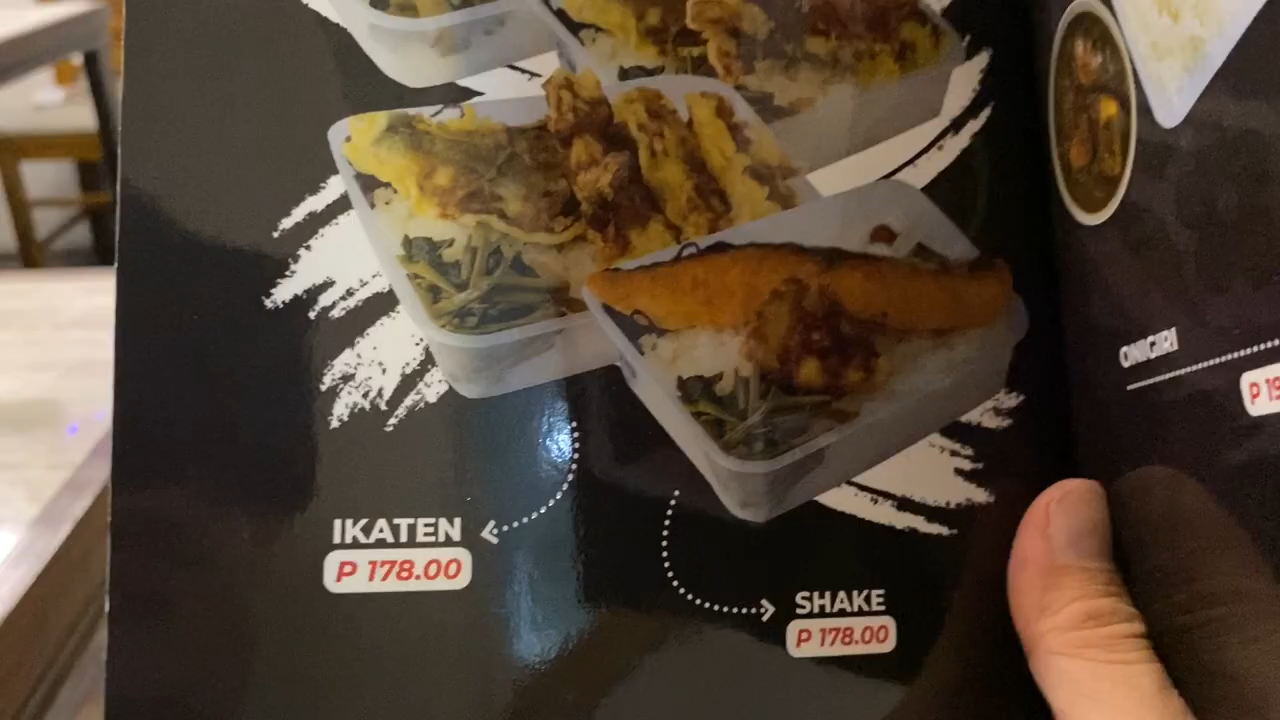 IKATEN
P 178.00
SHAKE
P 178.00
ONIGIRI